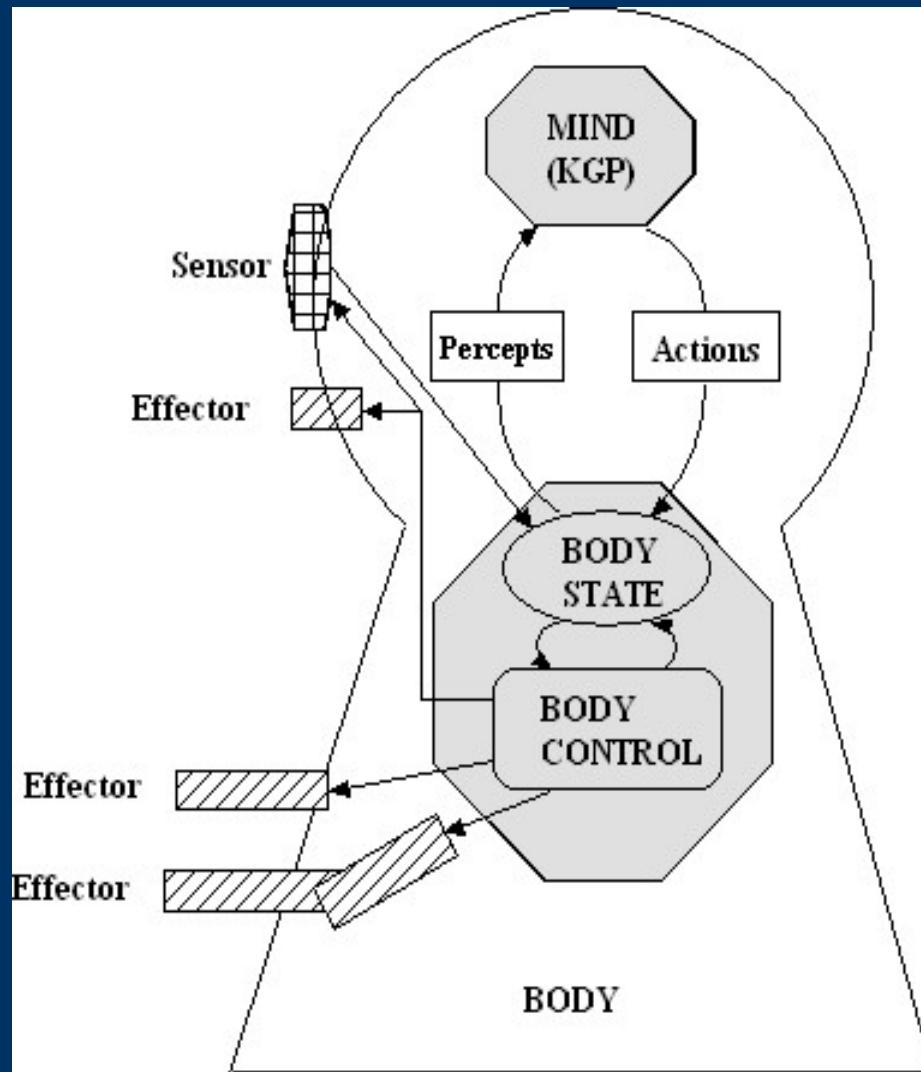 MIND
(KGP)
Sensor
Percepts
Actions
Effector
BODY
STATE
BODY
CONTROL
Effector
Effector
BODY